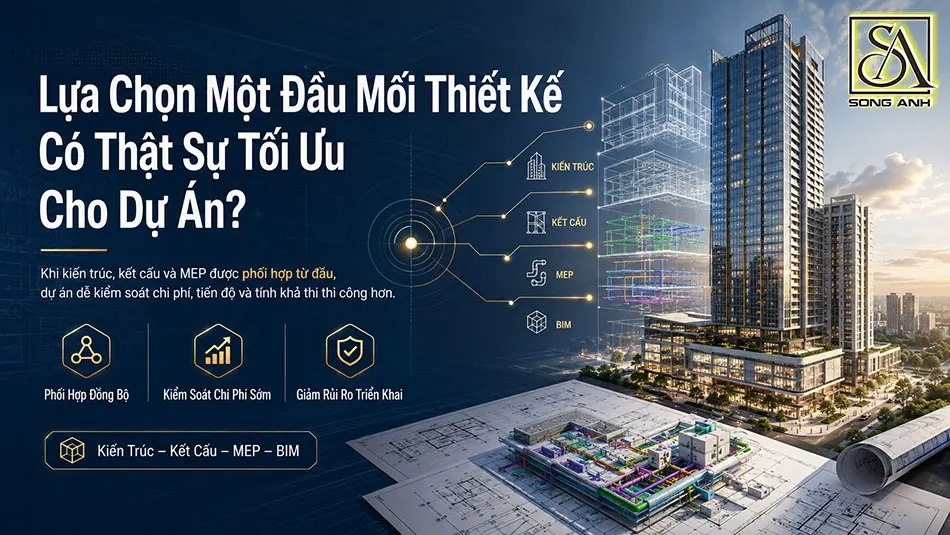 SA
SONG ANH
Lựa Chọn Một Đầu Mối Thiết Kế
Có Thật Sự Tối Ưu
Cho Dự Án?
Khi kiến trúc, kết cấu và MEP được phối hợp từ đầu,
dự án dễ kiểm soát chi phí, tiến độ và tính khả thi thi công hơn.
Phối Hợp Đồng Bộ
Kiểm Soát Chi Phí Sớm
Giảm Rủi Ro Triển Khai
Kiến Trúc – Kết Cấu – MEP – BIM
KIẾN TRÚC
KẾT CẤU
MEP
BIM